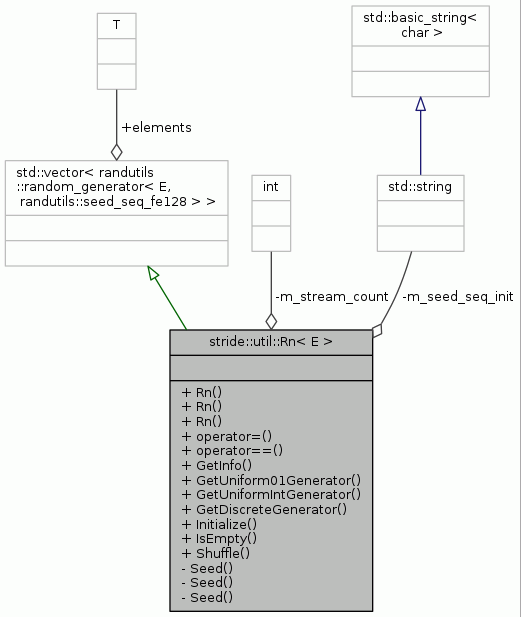 T
std::basic_string<
char >
+elements
std::vector< randutils
::random_generator< E,
randutils::seed_seq_fe128 > >
int
std::string
-m_stream_count
-m_seed_seq_init
stride::util::Rn< E >
+ Rn()
+ Rn()
+ Rn()
+ operator=()
+ operator==()
+ GetInfo()
+ GetUniform01Generator()
+ GetUniformIntGenerator()
+ GetDiscreteGenerator()
+ Initialize()
+ IsEmpty()
+ Shuffle()
- Seed()
- Seed()
- Seed()